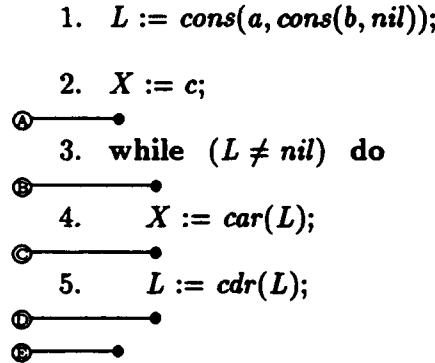 1. L := cons(a, cons(b, nil));
2. X := c;
A
3. while (L ≠ nil) do
B
4. X := car(L);
C
5. L := cdr(L);
D
E